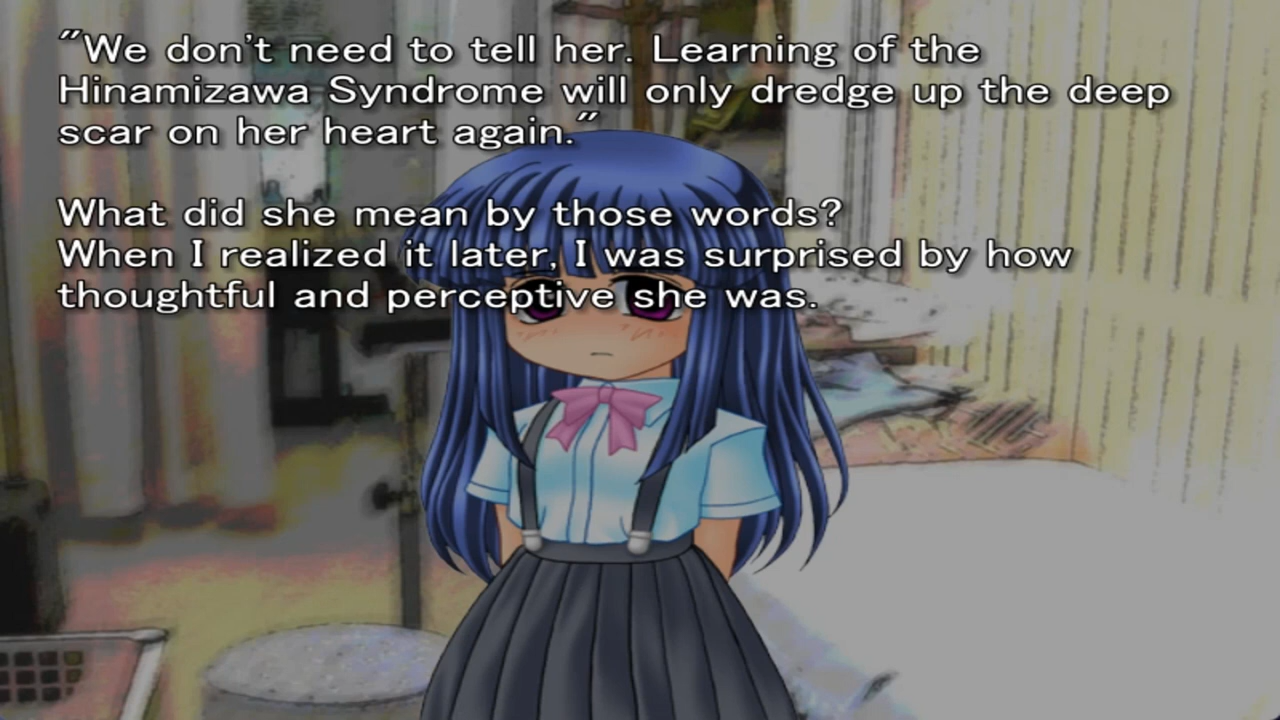 "We don't need to tell her. Learning of the
Hinamizawa Syndrome will only dredge up the deep
scar on her heart again."
What did she mean by those words?
When I realized it later, I was surprised by how
thoughtful and perceptive she was.